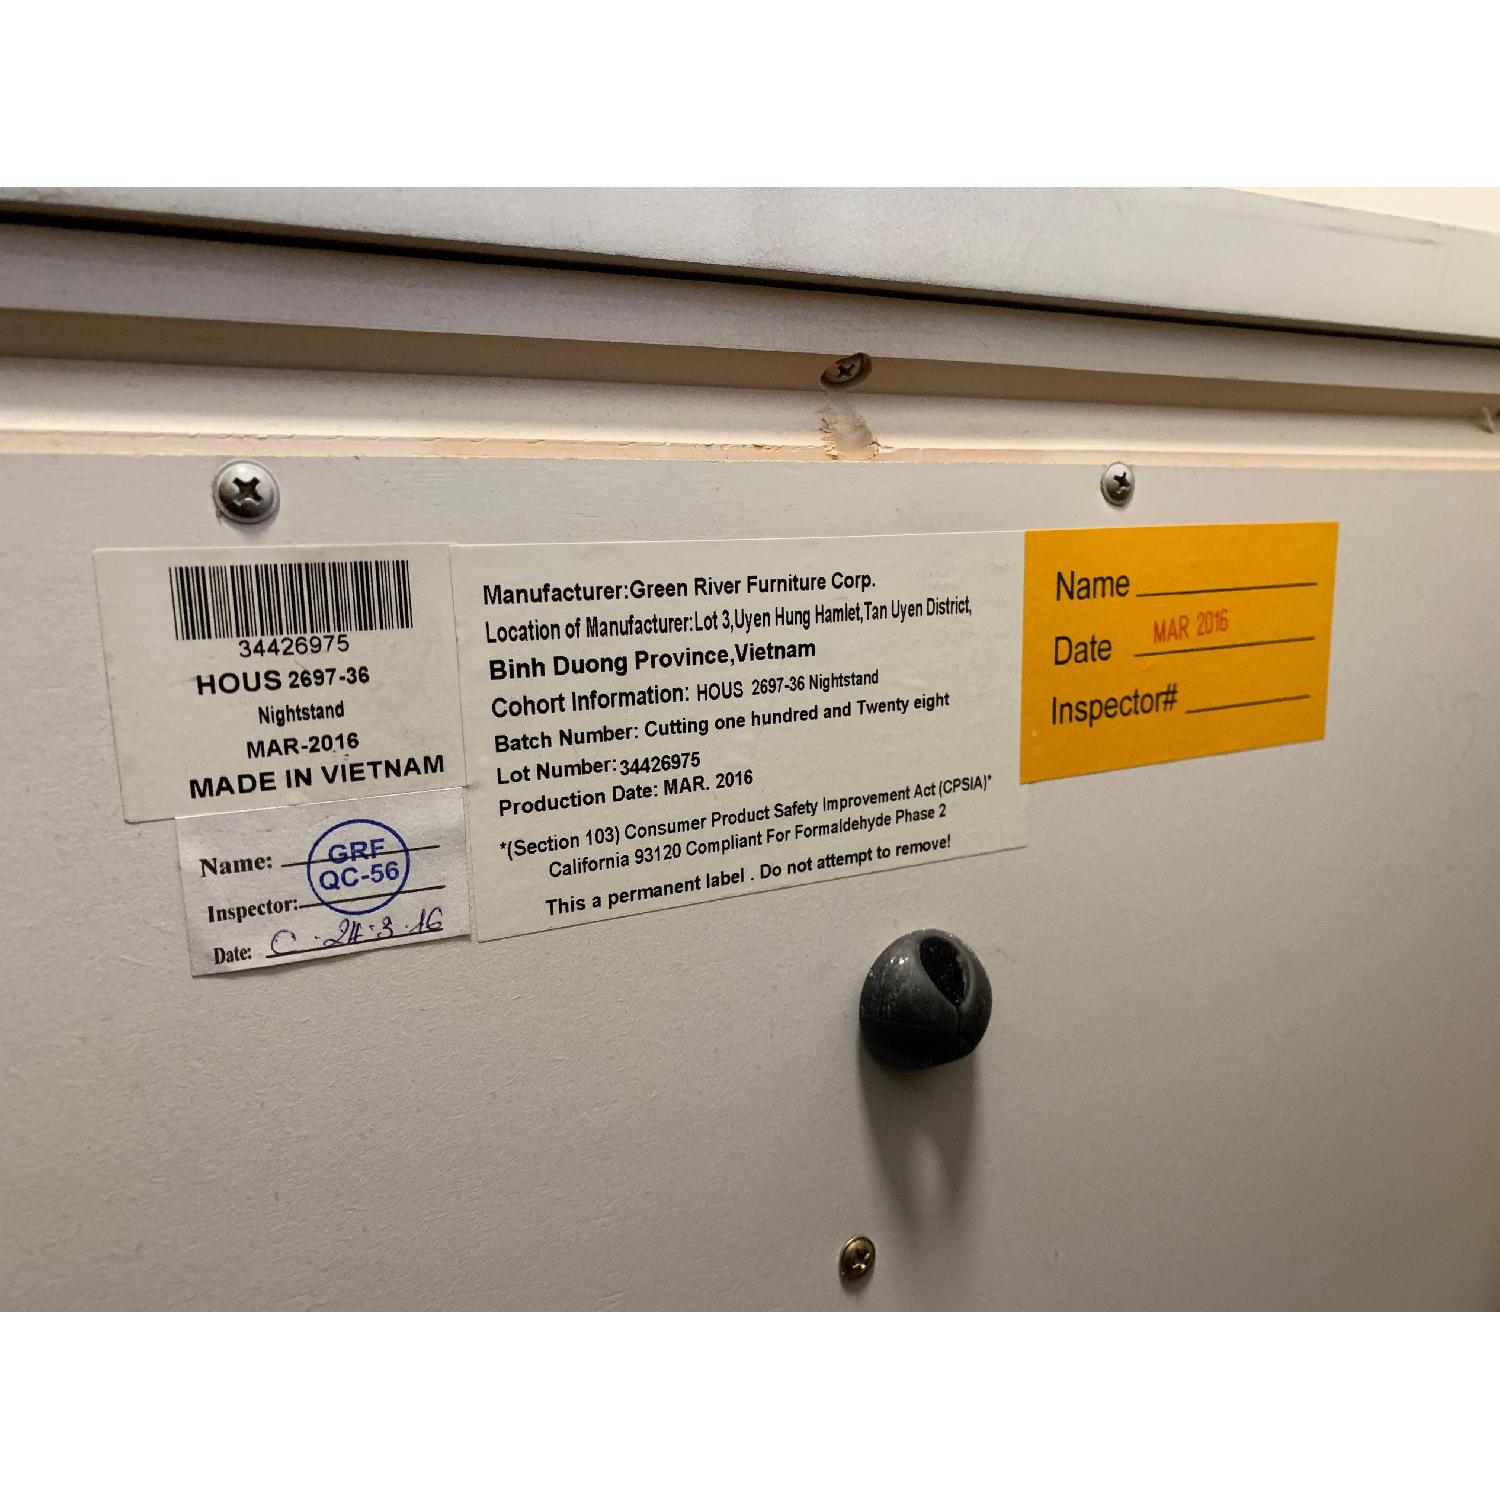 34426975
HOUS 2697-36
Nightstand
MAR-2016
MADE IN VIETNAM
Name:
GRF
QC-56
Inspector:
Date: C · 24·3·16
Manufacturer:Green River Furniture Corp.
Location of Manufacturer:Lot 3,Uyen Hung Hamlet,Tan Uyen District,
Binh Duong Province,Vietnam
Cohort Information: HOUS 2697-36 Nightstand
Batch Number: Cutting one hundred and Twenty eight
Lot Number:34426975
Production Date: MAR. 2016
*(Section 103) Consumer Product Safety Improvement Act (CPSIA)*
California 93120 Compliant For Formaldehyde Phase 2
This a permanent label . Do not attempt to remove!
Name
Date MAR 2016
Inspector#